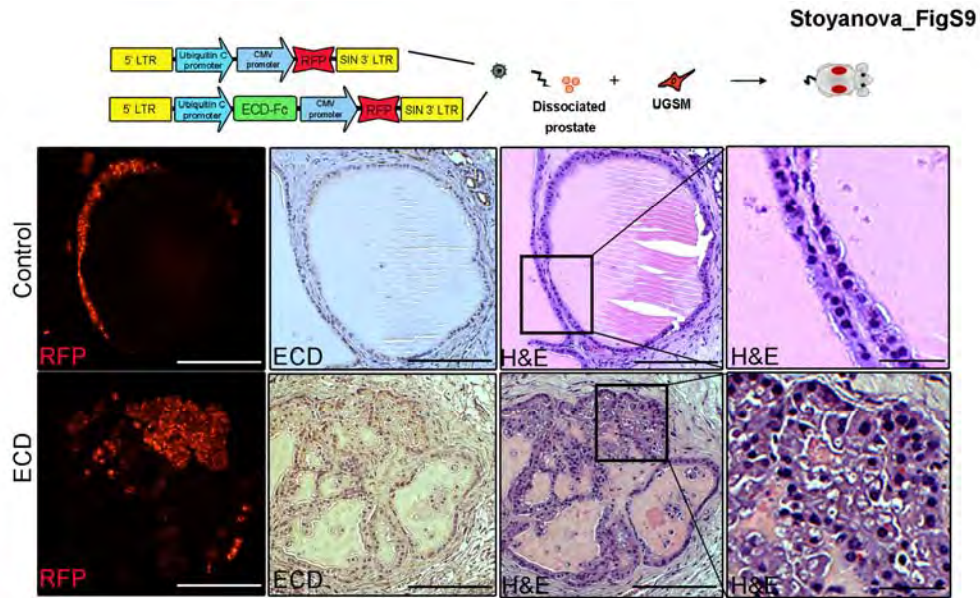 Stoyanova_FigS9
5' LTR
Ubiquitin C
promoter
CMV
promoter
RFP
SIN 3' LTR
5' LTR
Ubiquitin C
promoter
ECD-Fc
CMV
promoter
RFP
SIN 3' LTR
Dissociated
prostate
+
UGSM
Control
RFP
ECD
H&E
H&E
ECD
RFP
ECD
H&E
H&E